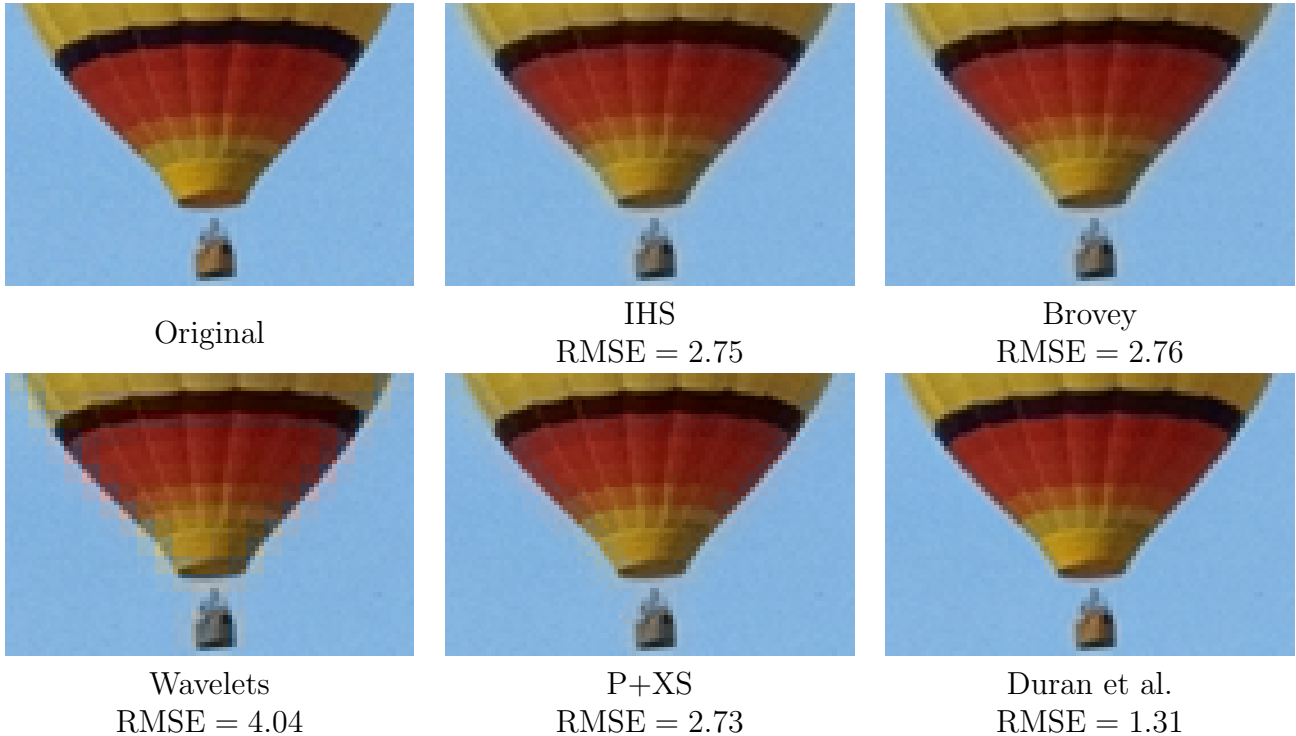 Original
IHS
RMSE = 2.75
Brovey
RMSE = 2.76
Wavelets
RMSE = 4.04
P+XS
RMSE = 2.73
Duran et al.
RMSE = 1.31